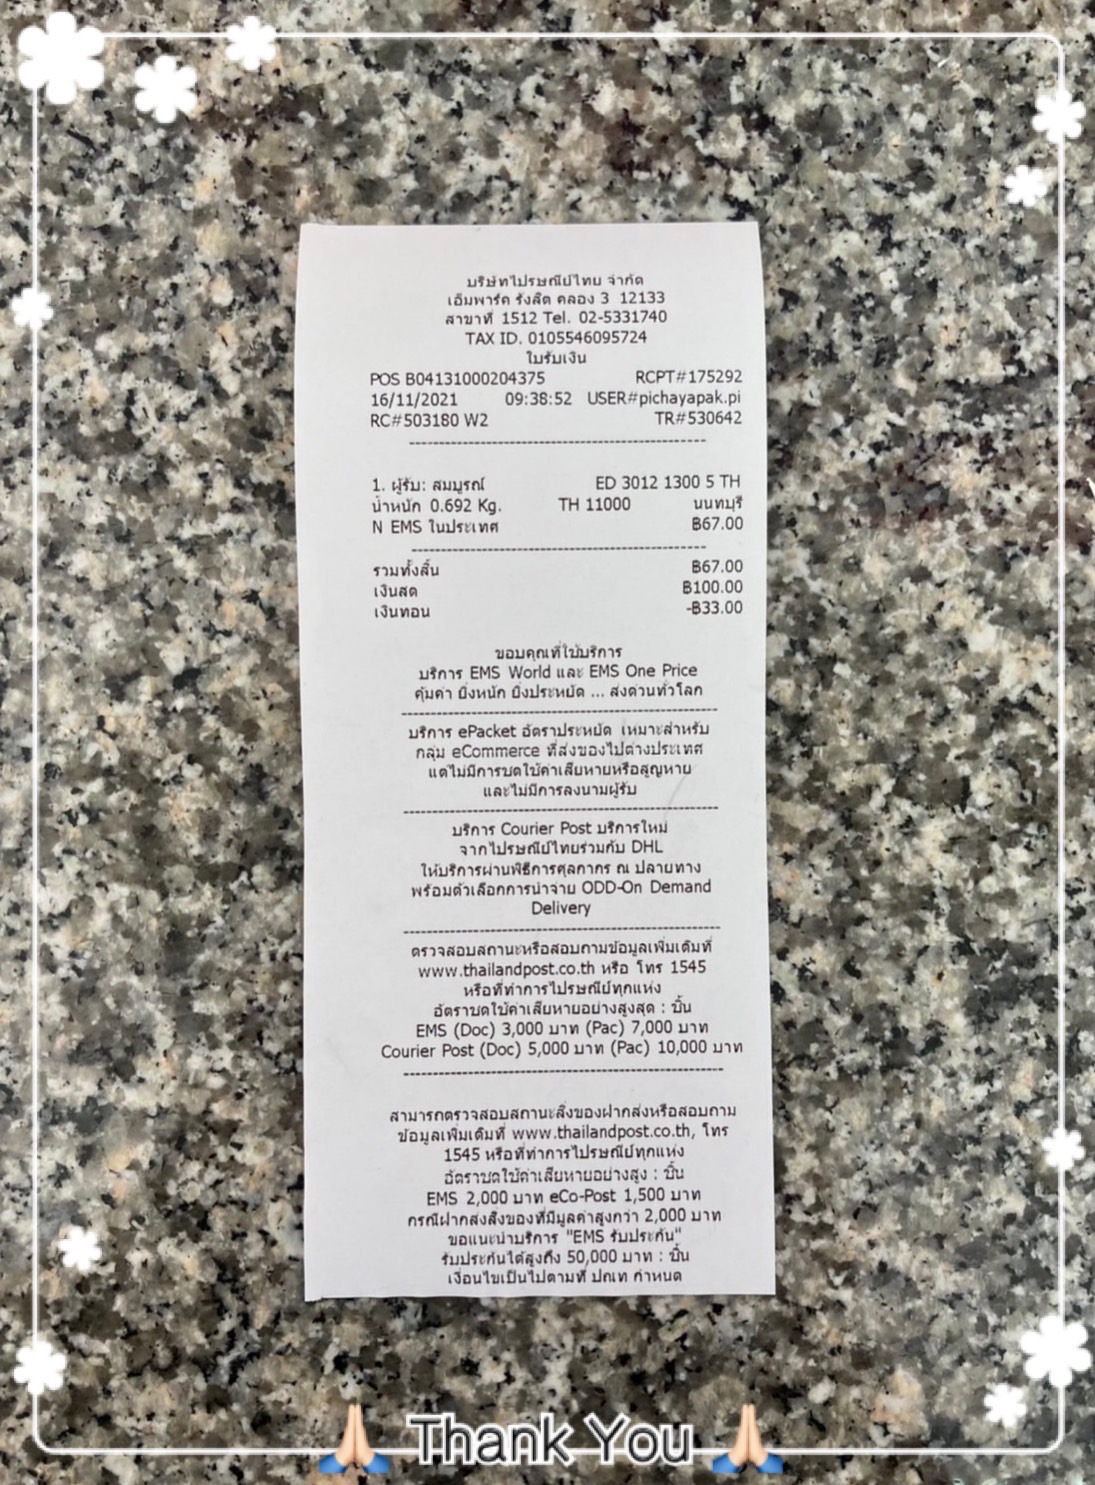 บริษัทไปรษณีย์ไทย จำกัด
เอ็มพาร์ค รังสิต คลอง 3 12133
สาขาที่ 1512 Tel. 02-5331740
TAX ID. 0105546095724
ใบรับเงิน
POS B04131000204375 RCPT#175292
16/11/2021 09:38:52 USER#pichayapak.pi
RC#503180 W2 TR#530642
1. ผู้รับ: สมบูรณ์ ED 3012 1300 5 TH
น้ำหนัก 0.692 Kg. TH 11000 นนทบุรี
N EMS ในประเทศ ฿67.00
รวมทั้งสิ้น ฿67.00
เงินสด ฿100.00
เงินทอน -฿33.00
ขอบคุณที่ใช้บริการ
บริการ EMS World และ EMS One Price
คุ้มค่า ยิ่งหนัก ยิ่งประหยัด ... ส่งด่วนทั่วโลก
บริการ ePacket อัตราประหยัด เหมาะสำหรับ
กลุ่ม eCommerce ที่ส่งของไปต่างประเทศ
แต่ไม่มีการชดใช้ค่าเสียหายหรือสูญหาย
และไม่มีการลงนามผู้รับ
บริการ Courier Post บริการใหม่
จากไปรษณีย์ไทยร่วมกับ DHL
ให้บริการผ่านพิธีการศุลกากร ณ ปลายทาง
พร้อมตัวเลือกการนำจ่าย ODD-On Demand
Delivery
ตรวจสอบสถานะหรือสอบถามข้อมูลเพิ่มเติมที่
www.thailandpost.co.th หรือ โทร 1545
หรือที่ทำการไปรษณีย์ทุกแห่ง
อัตราชดใช้ค่าเสียหายอย่างสูงสุด : ชิ้น
EMS (Doc) 3,000 บาท (Pac) 7,000 บาท
Courier Post (Doc) 5,000 บาท (Pac) 10,000 บาท
สามารถตรวจสอบสถานะสิ่งของฝากส่งหรือสอบถาม
ข้อมูลเพิ่มเติมที่ www.thailandpost.co.th, โทร
1545 หรือที่ทำการไปรษณีย์ทุกแห่ง
อัตราชดใช้ค่าเสียหายอย่างสูง : ชิ้น
EMS 2,000 บาท eCo-Post 1,500 บาท
กรณีฝากส่งสิ่งของที่มีมูลค่าสูงกว่า 2,000 บาท
ขอแนะนำบริการ "EMS รับประกัน"
รับประกันได้สูงถึง 50,000 บาท : ชิ้น
เงื่อนไขเป็นไปตามที่ ปณท กำหนด
Thank You